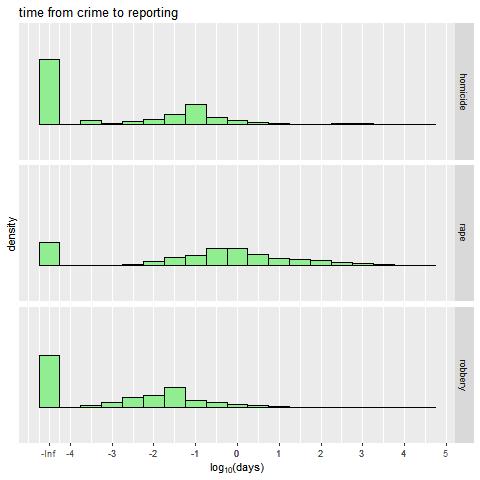 time from crime to reporting
homicide
rape
robbery
density
-Inf -4 -3 -2 -1 0 1 2 3 4 5
log10(days)